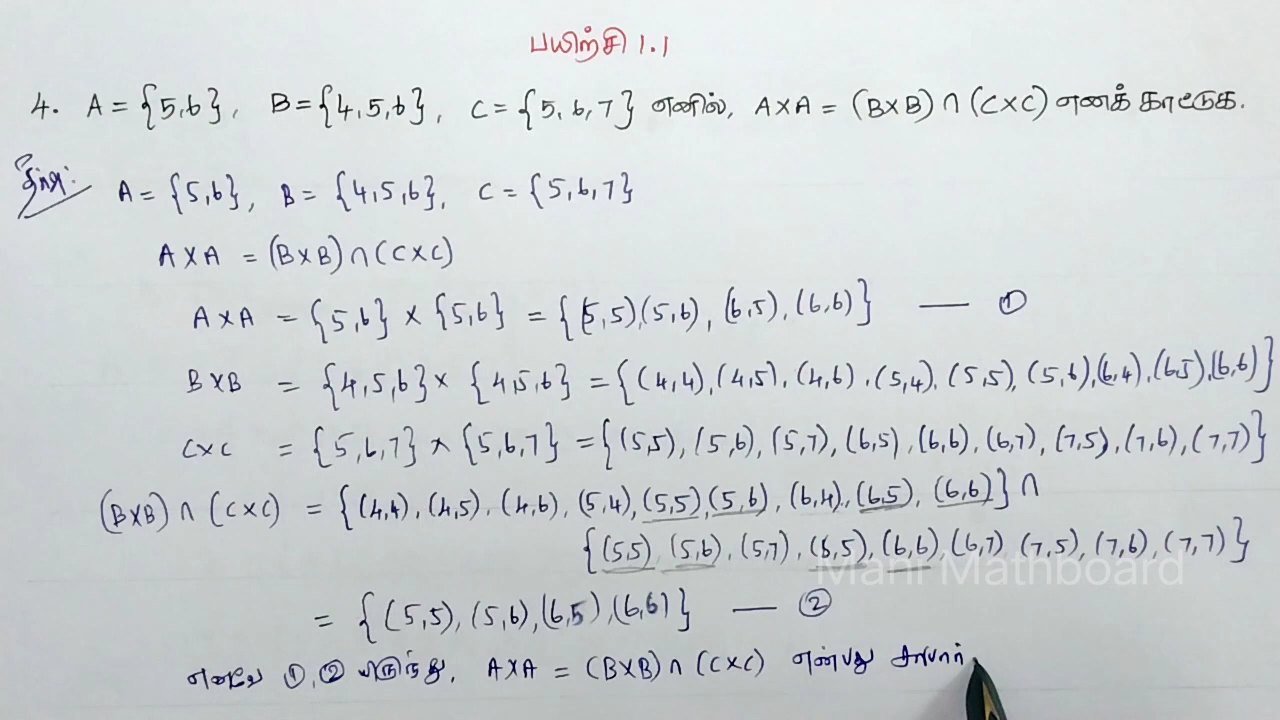 பயிற்சி 1.1
4. A = {5,6}, B = {4,5,6}, C = {5, 6, 7} எனில், A×A = (B×B) ∩ (C×C) எனக் காட்டுக.
தீர்வு:
A = {5,6}, B = {4,5,6}, C = {5,6,7}
A×A = (B×B) ∩ (C×C)
A×A = {5,6} × {5,6} = {(5,5),(5,6), (6,5), (6,6)} — ①
B×B = {4,5,6} × {4,5,6} = {(4,4), (4,5), (4,6), (5,4), (5,5), (5,6),(6,4), (6,5),(6,6)}
C×C = {5,6,7} × {5,6,7} = {(5,5), (5,6), (5,7), (6,5), (6,6), (6,7), (7,5), (7,6), (7,7)}
(B×B) ∩ (C×C) = {(4,4), (4,5), (4,6), (5,4), (5,5) (5,6), (6,4), (6,5), (6,6)} ∩
{(5,5), (5,6), (5,7), (6,5), (6,6), (6,7) (7,5), (7,6), (7,7)}
Mani Mathboard
= {(5,5), (5,6), (6,5), (6,6)} — ②
எனவே ①, ② A×A = (B×B) ∩ (C×C) என்பது